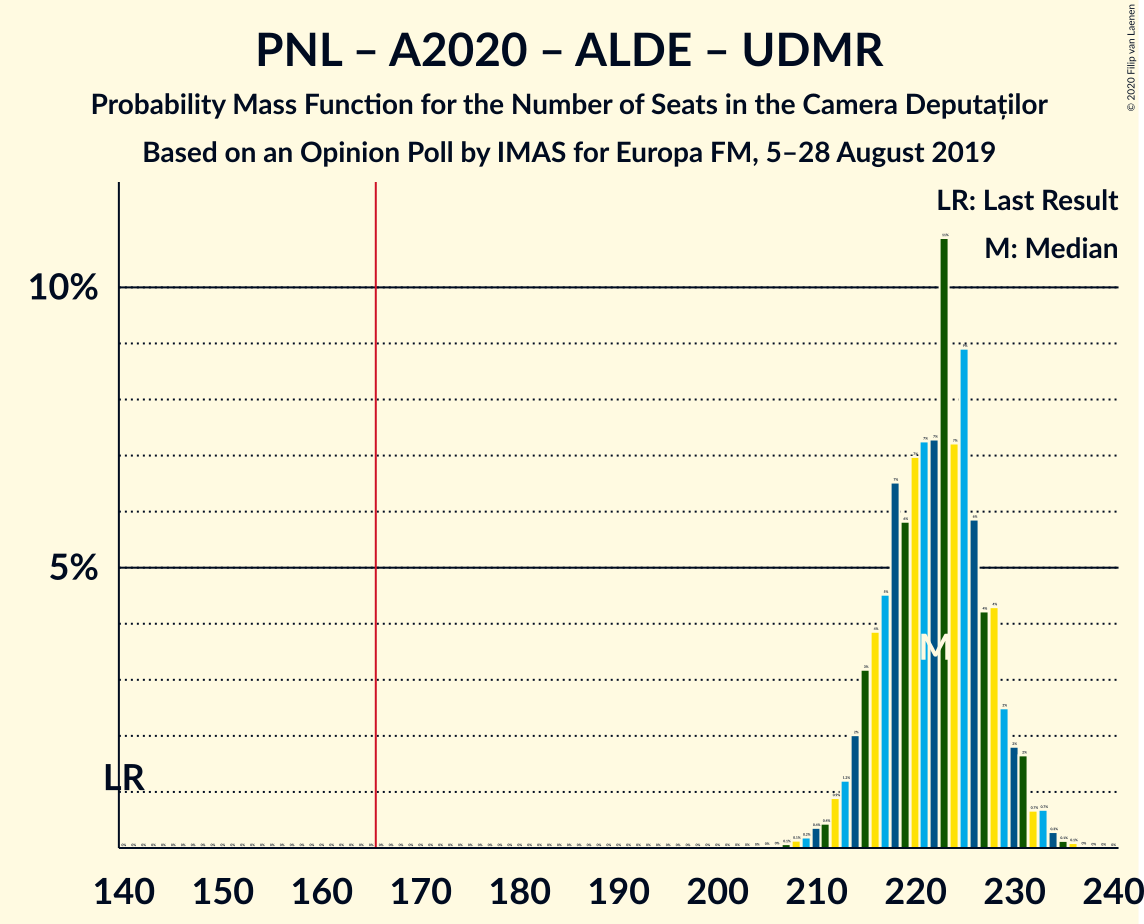 PNL – A2020 – ALDE – UDMR
Probability Mass Function for the Number of Seats in the Camera Deputaților
Based on an Opinion Poll by IMAS for Europa FM, 5–28 August 2019
© 2020 Filip van Laenen
LR: Last Result
M: Median
10%
5%
M
LR
140 150 160 170 180 190 200 210 220 230 240